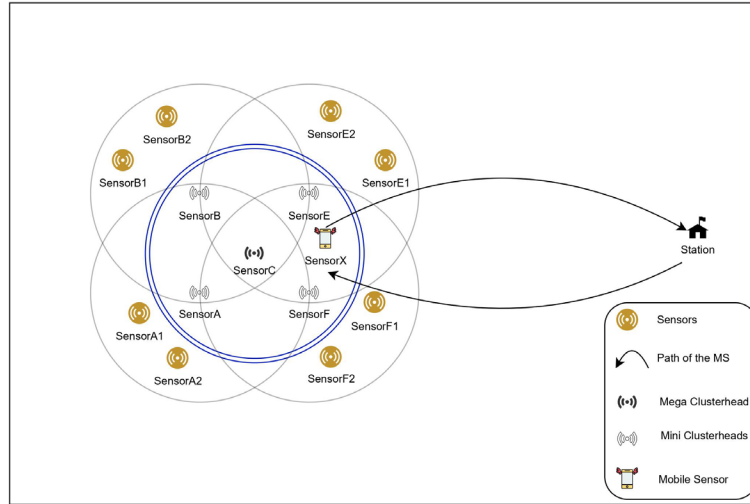 SensorE2
SensorB2
SensorB1
SensorE1
SensorB
SensorE
Station
SensorX
SensorC
SensorA
SensorF
SensorF1
SensorA1
SensorF2
SensorA2
Sensors
Path of the MS
Mega Clusterhead
Mini Clusterheads
Mobile Sensor